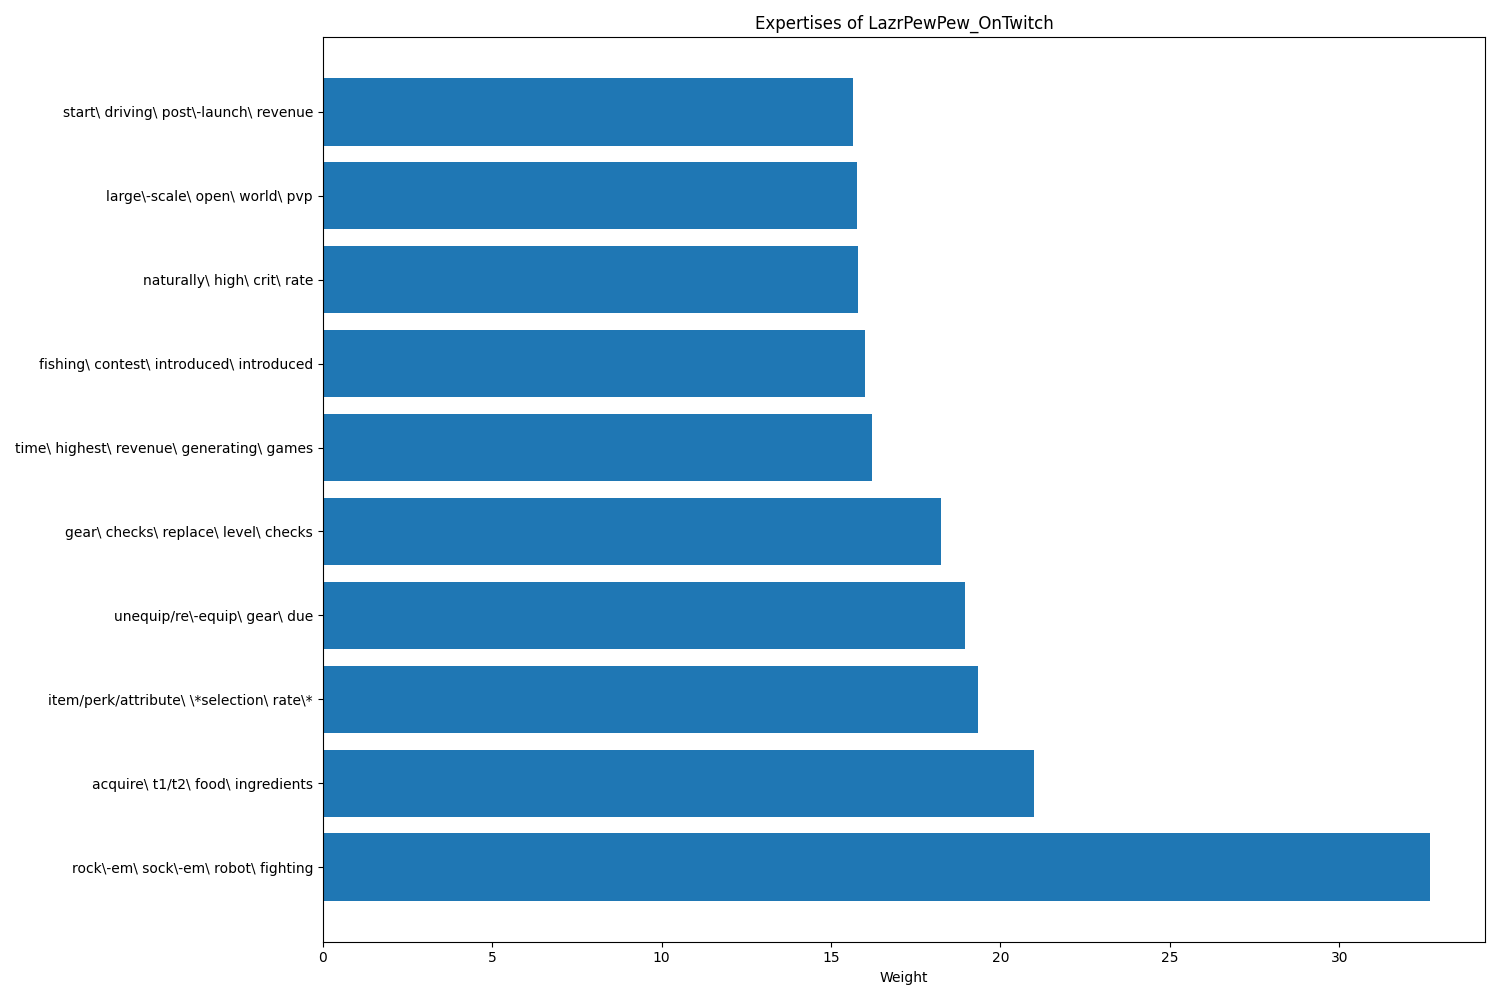 Expertises of LazrPewPew_OnTwitch
start\ driving\ post\-launch\ revenue
large\-scale\ open\ world\ pvp
naturally\ high\ crit\ rate
fishing\ contest\ introduced\ introduced
time\ highest\ revenue\ generating\ games
gear\ checks\ replace\ level\ checks
unequip/re\-equip\ gear\ due
item/perk/attribute\ \*selection\ rate\*
acquire\ t1/t2\ food\ ingredients
rock\-em\ sock\-em\ robot\ fighting
0 5 10 15 20 25 30
Weight